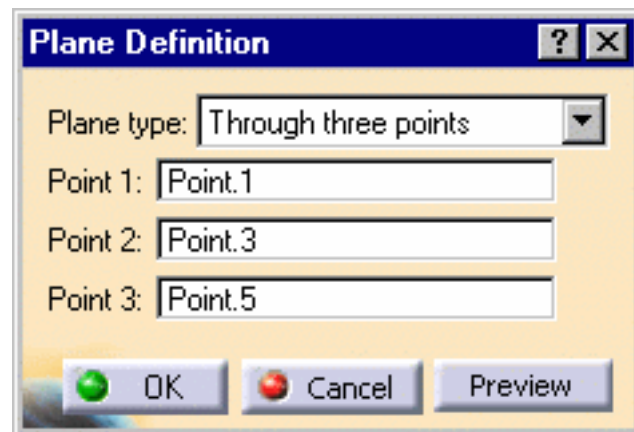 Plane Definition
Plane type: Through three points
Point 1: Point.1
Point 2: Point.3
Point 3: Point.5
OK Cancel Preview